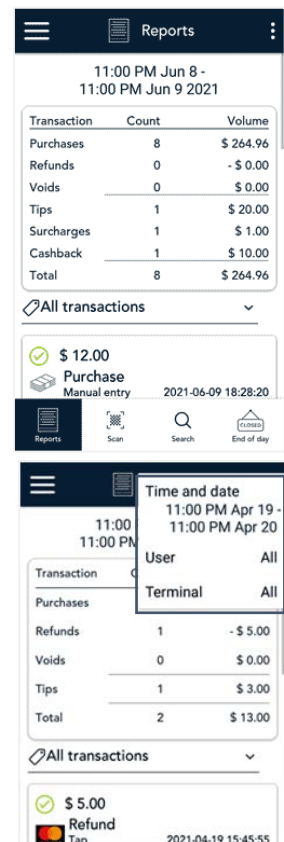 Reports
11:00 PM Jun 8 -
11:00 PM Jun 9 2021
Transaction Count Volume
Purchases 8 $ 264.96
Refunds 0 - $ 0.00
Voids 0 $ 0.00
Tips 1 $ 20.00
Surcharges 1 $ 1.00
Cashback 1 $ 10.00
Total 8 $ 264.96
All transactions
$ 12.00
Purchase
Manual entry 2021-06-09 18:28:20
CLOSED
Reports Scan Search End of day
Time and date
11:00 PM Apr 19 -
11:00 PM Apr 20
User All
Terminal All
11:00
11:00 PM
Transaction
Purchases
Refunds 1 - $ 5.00
Voids 0 $ 0.00
Tips 1 $ 3.00
Total 2 $ 13.00
All transactions
$ 5.00
Refund
Tap 2021-04-19 15:45:55